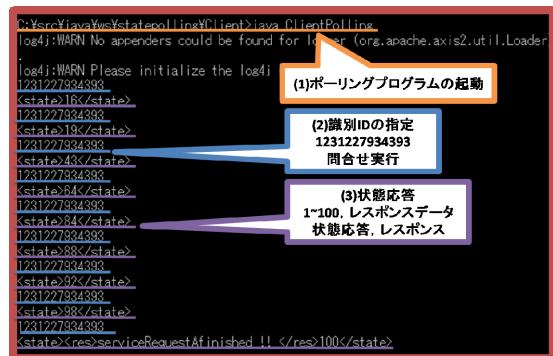 C:¥src¥java¥ws¥statepolling¥Client>java ClientPolling
log4j:WARN No appenders could be found for (org.apache.axis2.util.Loader
.
log4j:WARN Please initialize the log4j
1231227934393
<state>16</state>
1231227934393
<state>19</state>
1231227934393
<state>43</state>
1231227934393
<state>64</state>
1231227934393
<state>84</state>
1231227934393
<state>88</state>
1231227934393
<state>92</state>
1231227934393
<state>98</state>
1231227934393
<state><res>serviceRequestAfinished !! </res>100</state>
(1)ポーリングプログラムの起動
(2)識別IDの指定
1231227934393
問合せ実行
(3)状態応答
1~100, レスポンスデータ
状態応答, レスポンス